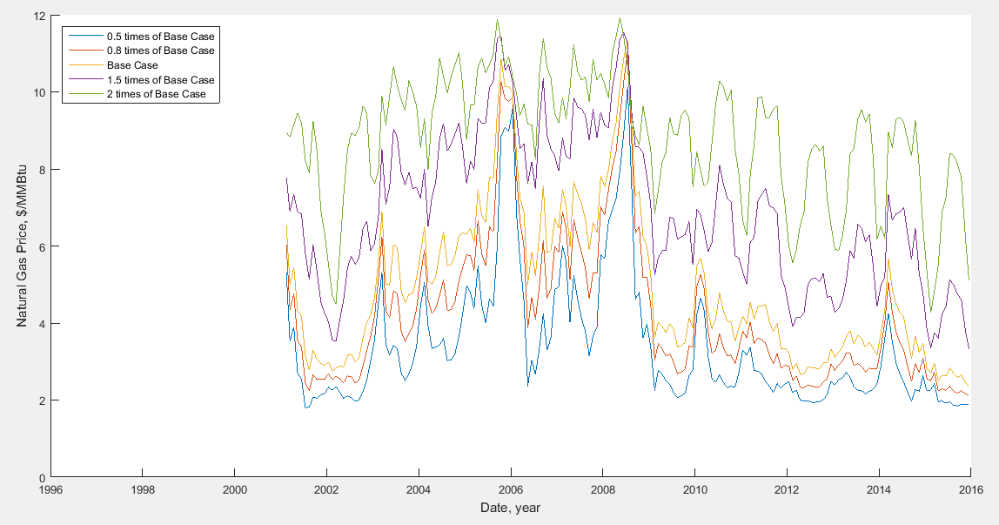 12
10
8
6
4
2
0
Natural Gas Price, $/MMBtu
0.5 times of Base Case
0.8 times of Base Case
Base Case
1.5 times of Base Case
2 times of Base Case
1996 1998 2000 2002 2004 2006 2008 2010 2012 2014 2016
Date, year